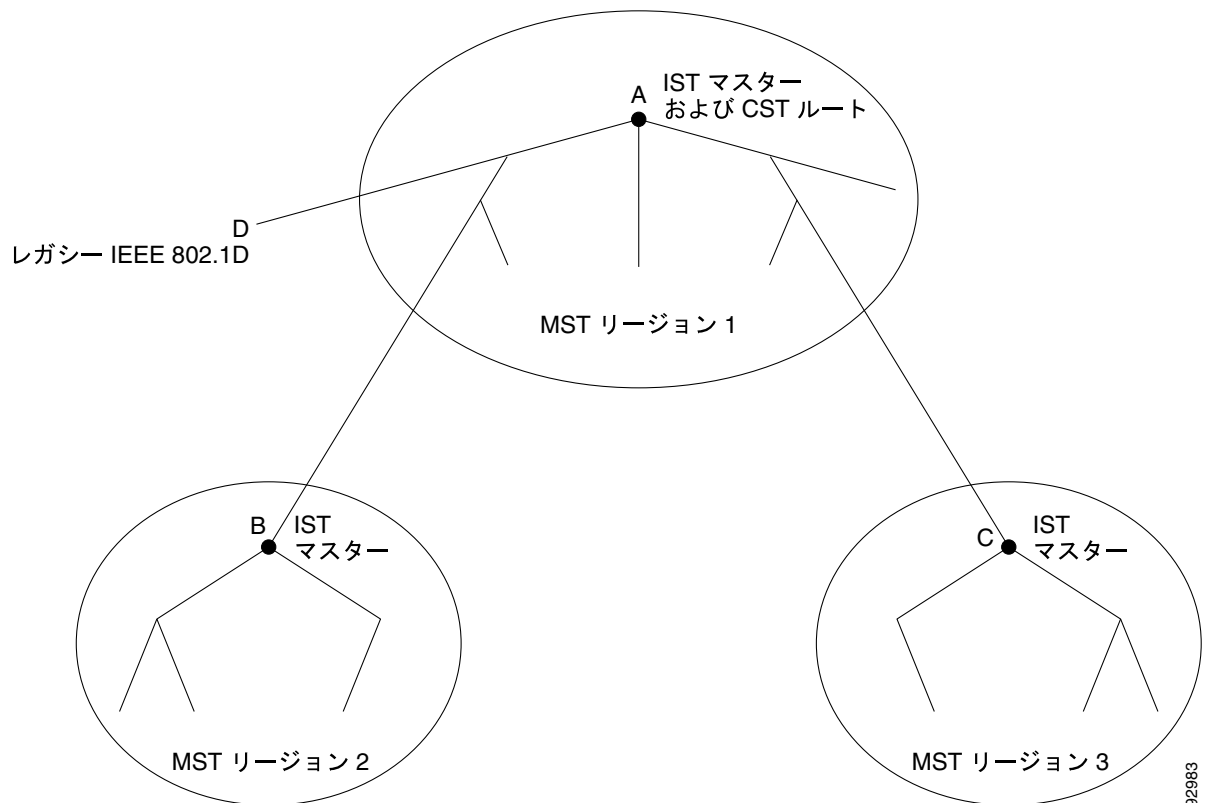 A
IST マスター
および CST ルート
D
レガシー IEEE 802.1D
MST リージョン 1
B
IST
マスター
C
IST
マスター
MST リージョン 2
MST リージョン 3
92983